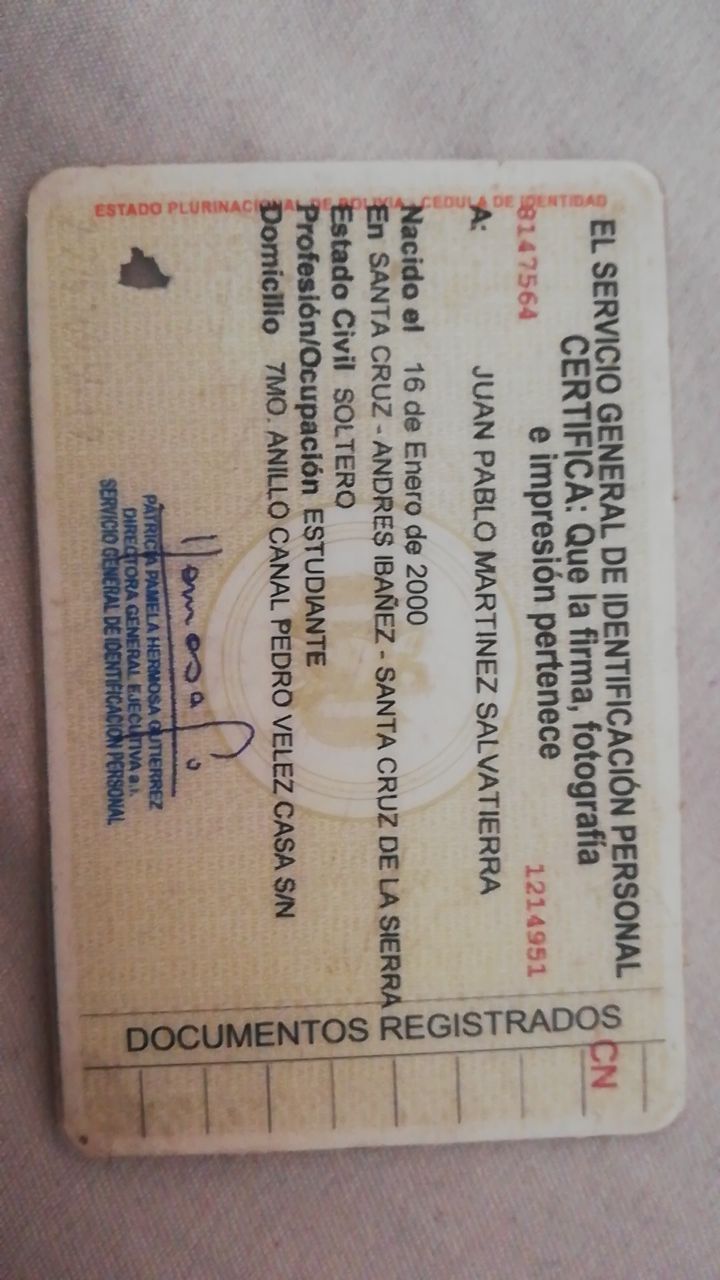 ESTADO PLURINACIONAL DE BOLIVIA - CEDULA DE IDENTIDAD
EL SERVICIO GENERAL DE IDENTIFICACIÓN PERSONAL
CERTIFICA: Que la firma, fotografía
e impresión pertenece
8147564
1214951
A: JUAN PABLO MARTINEZ SALVATIERRA
Nacido el 16 de Enero de 2000
En SANTA CRUZ - ANDRES IBAÑEZ - SANTA CRUZ DE LA SIERRA
Estado Civil SOLTERO
Profesión/Ocupación ESTUDIANTE
Domicilio 7MO. ANILLO CANAL PEDRO VELEZ CASA S/N
PATRICIA PAMELA HERMOSA GUTIERREZ
DIRECTORA GENERAL EJECUTIVA a.i.
SERVICIO GENERAL DE IDENTIFICACION PERSONAL
CN
DOCUMENTOS REGISTRADOS